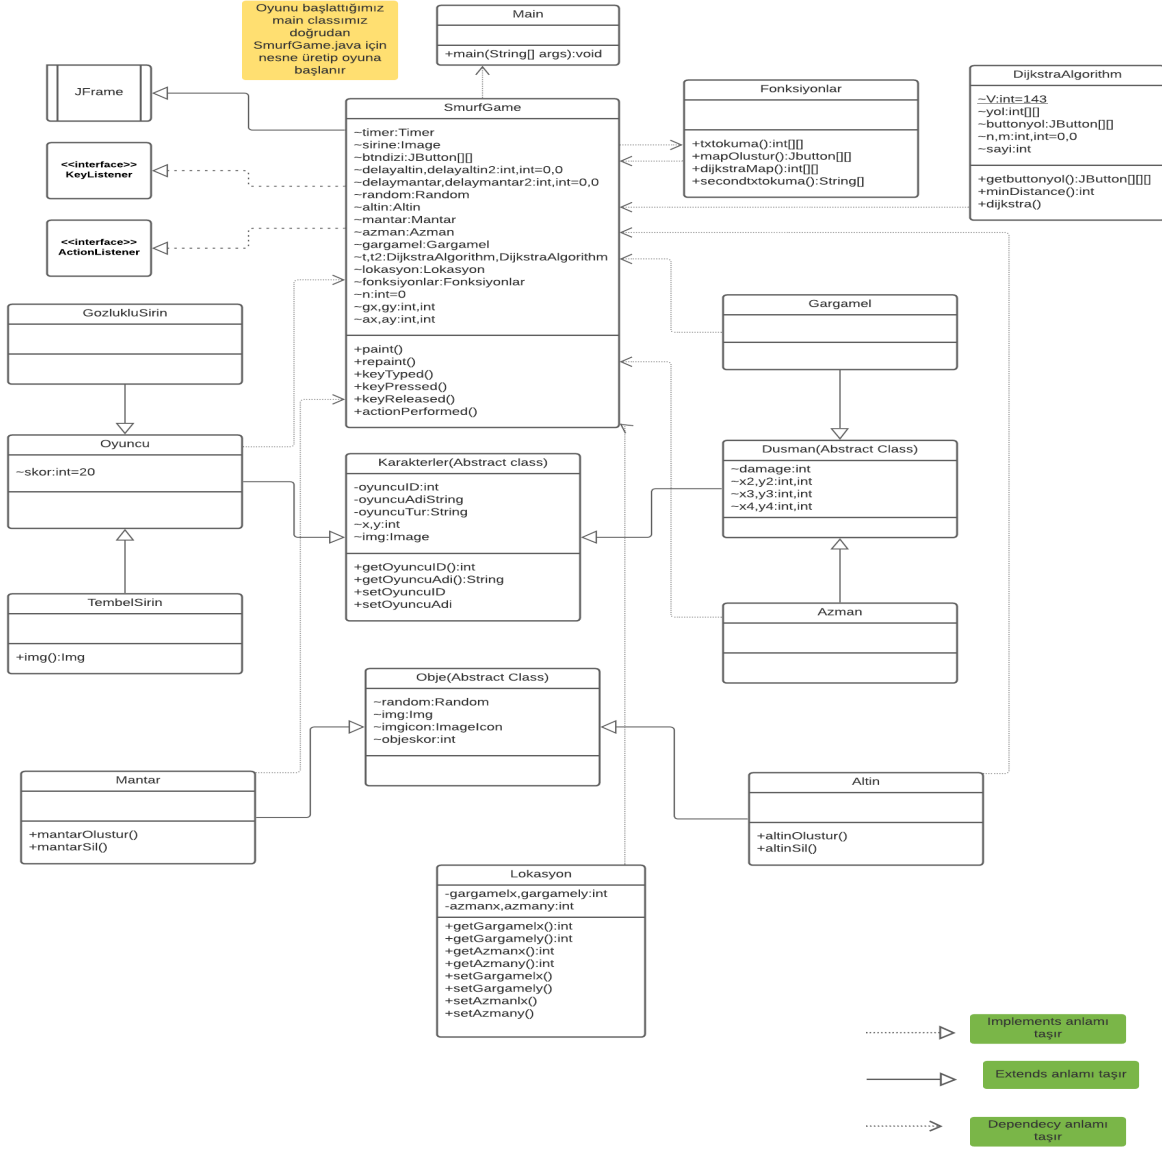 Oyunu başlattığımız
main classımız
doğrudan
SmurfGame.java için
nesne üretip oyuna
başlanır
Main
+main(String[] args):void
JFrame
<<interface>>
KeyListener
<<interface>>
ActionListener
SmurfGame
~timer:Timer
~sirine:Image
~btndizi:JButton[][]
~delayaltin,delayaltin2:int,int=0,0
~delaymantar,delaymantar2:int,int=0,0
~random:Random
~altin:Altin
~mantar:Mantar
~azman:Azman
~gargamel:Gargamel
~t,t2:DijkstraAlgorithm,DijkstraAlgorithm
~lokasyon:Lokasyon
~fonksiyonlar:Fonksiyonlar
~n:int=0
~gx,gy:int,int
~ax,ay:int,int
+paint()
+repaint()
+keyTyped()
+keyPressed()
+keyReleased()
+actionPerformed()
Fonksiyonlar
+txtokuma():int[][]
+mapOlustur():Jbutton[][]
+dijkstraMap():int[][]
+secondtxtokuma():String[]
DijkstraAlgorithm
~V:int=143
~yol:int[][]
~buttonyol:JButton[][]
~n,m:int,int=0,0
~sayi:int
+getbuttonyol():JButton[][][]
+minDistance():int
+dijkstra()
GozlukluSirin
Oyuncu
~skor:int=20
TembelSirin
+img():Img
Karakterler(Abstract class)
-oyuncuID:int
-oyuncuAdiString
-oyuncuTur:String
~x,y:int
~img:Image
+getOyuncuID():int
+getOyuncuAdi():String
+setOyuncuID
+setOyuncuAdi
Gargamel
Dusman(Abstract Class)
~damage:int
~x2,y2:int,int
~x3,y3:int,int
~x4,y4:int,int
Azman
Obje(Abstract Class)
~random:Random
~img:Img
~imgicon:ImageIcon
~objeskor:int
Mantar
+mantarOlustur()
+mantarSil()
Altin
+altinOlustur()
+altinSil()
Lokasyon
-gargamelx,gargamely:int
-azmanx,azmany:int
+getGargamelx():int
+getGargamely():int
+getAzmanx():int
+getAzmany():int
+setGargamelx()
+setGargamely()
+setAzmanlx()
+setAzmany()
Implements anlamı
taşır
Extends anlamı taşır
Dependecy anlamı
taşır